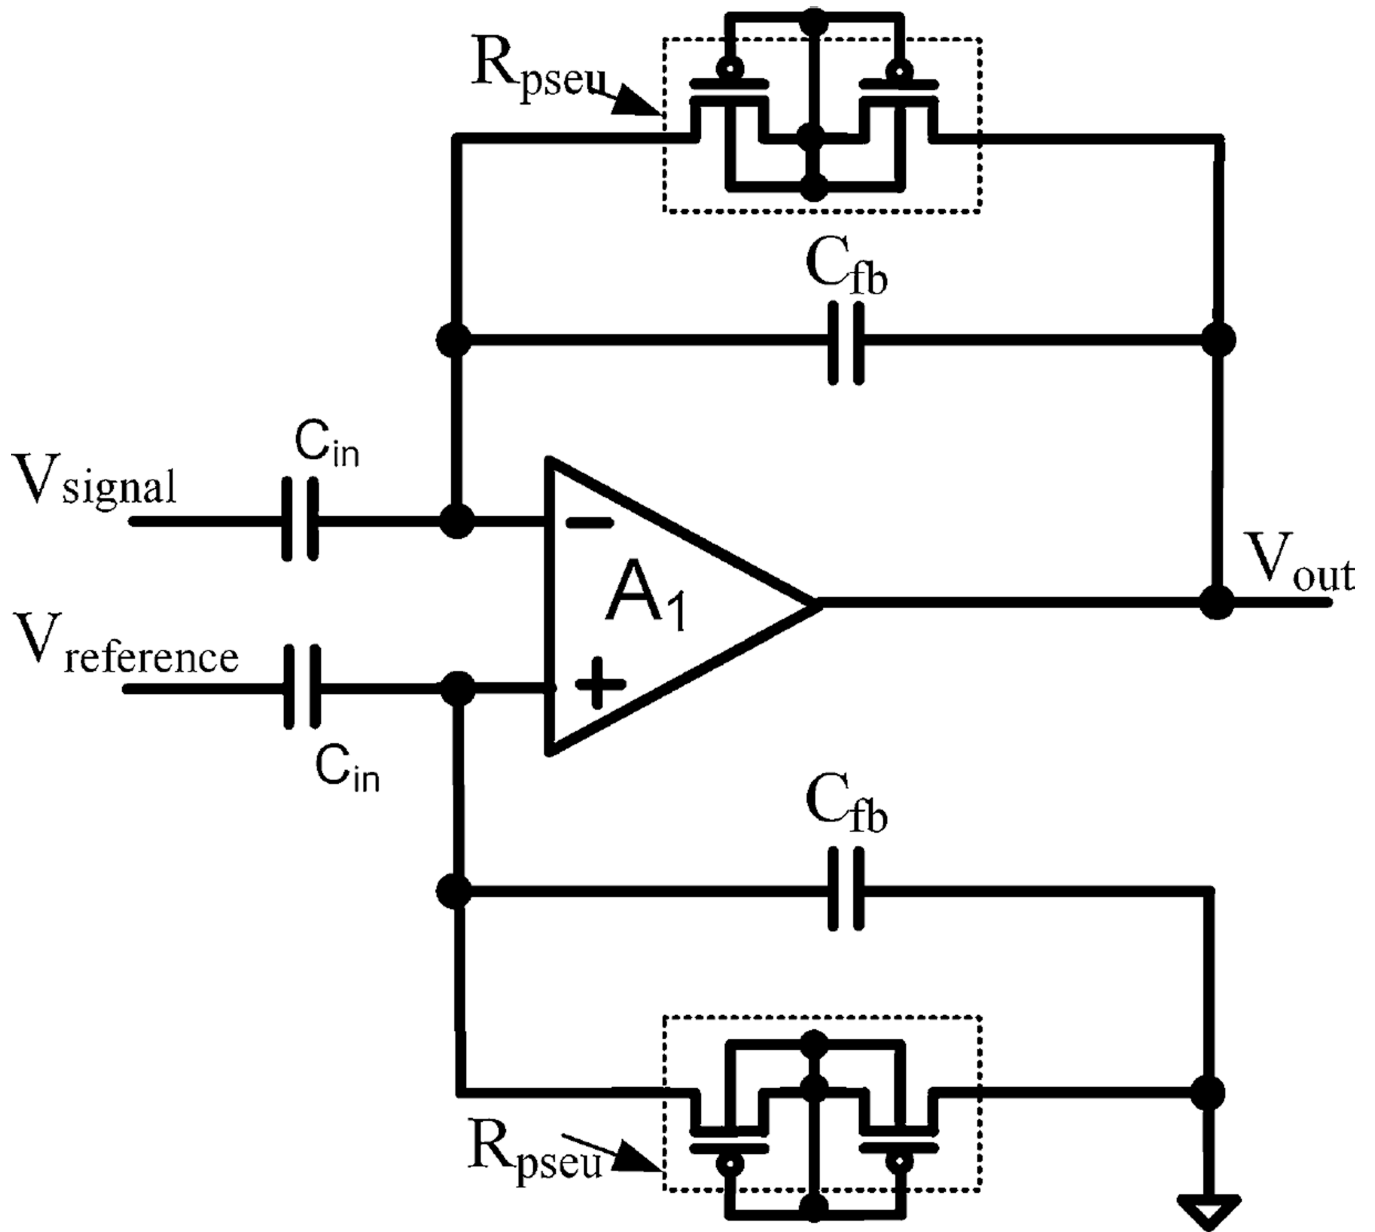 Rpseu
Cfb
Cin
Vsignal
−
A1
Vout
Vreference
+
Cin
Cfb
Rpseu